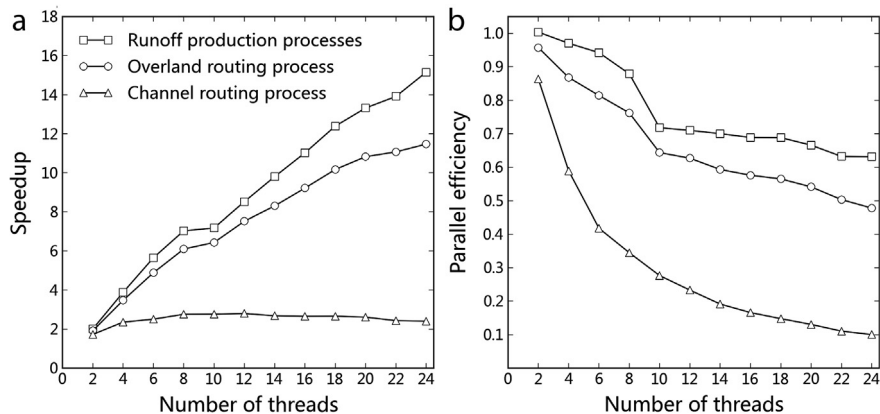 a
18
16
14
12
10
8
6
4
2
0
Speedup
Runoff production processes
Overland routing process
Channel routing process
0 2 4 6 8 10 12 14 16 18 20 22 24
Number of threads
b
1.0
0.9
0.8
0.7
0.6
0.5
0.4
0.3
0.2
0.1
Parallel efficiency
0 2 4 6 8 10 12 14 16 18 20 22 24
Number of threads